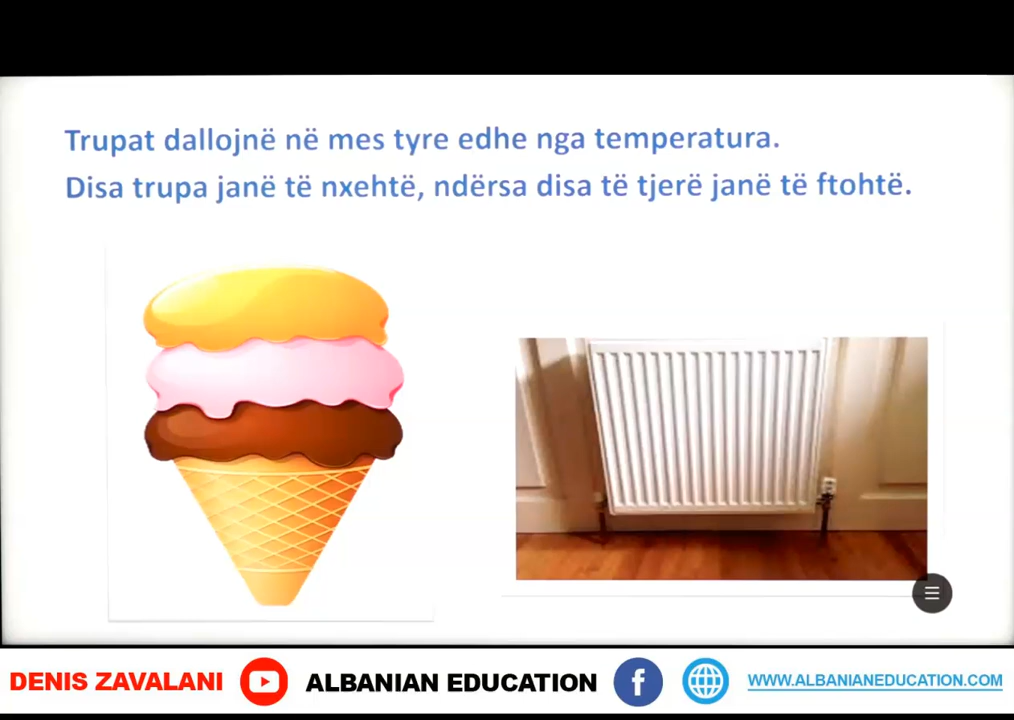 Trupat dallojnë në mes tyre edhe nga temperatura.
Disa trupa janë të nxehtë, ndërsa disa të tjerë janë të ftohtë.
DENIS ZAVALANI ALBANIAN EDUCATION f WWW.ALBANIANEDUCATION.COM